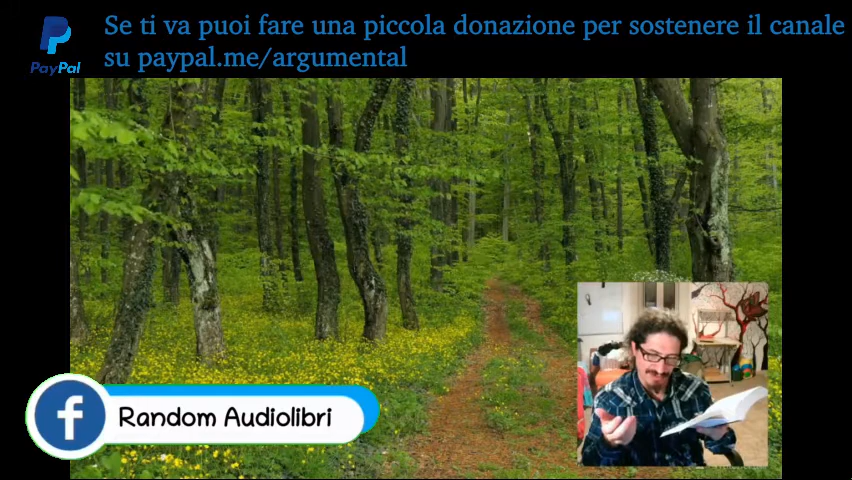 Se ti va puoi fare una piccola donazione per sostenere il canale
su paypal.me/argumental
PayPal
Random Audiolibri